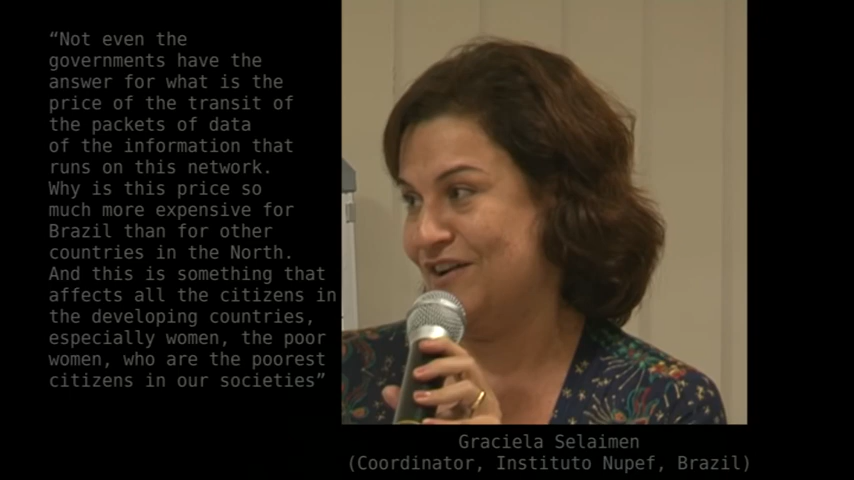 “Not even the
governments have the
answer for what is the
price of the transit of
the packets of data
of the information that
runs on this network.
Why is this price so
much more expensive for
Brazil than for other
countries in the North.
And this is something that
affects all the citizens in
the developing countries,
especially women, the poor
women, who are the poorest
citizens in our societies”
Graciela Selaimen
(Coordinator, Instituto Nupef, Brazil)